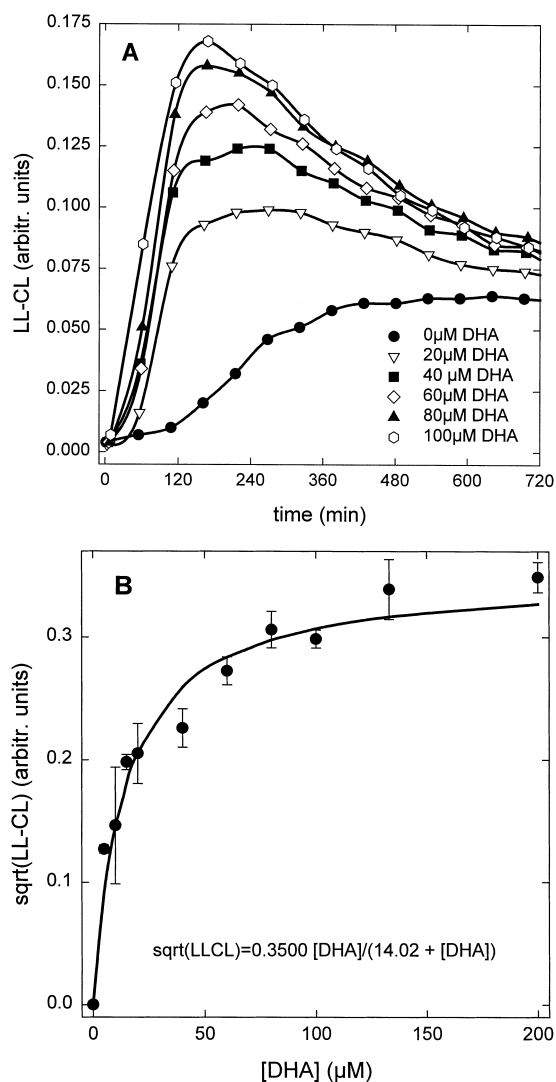 A
0.175
0.150
0.125
0.100
0.075
0.050
0.025
0.000
LL-CL (arbitr. units)
0μM DHA
20μM DHA
40 μM DHA
60μM DHA
80μM DHA
100μM DHA
0 120 240 360 480 600 720
time (min)
B
0.3
0.2
0.1
0.0
sqrt(LL-CL) (arbitr. units)
sqrt(LLCL)=0.3500 [DHA]/(14.02 + [DHA])
0 50 100 150 200
[DHA] (μM)